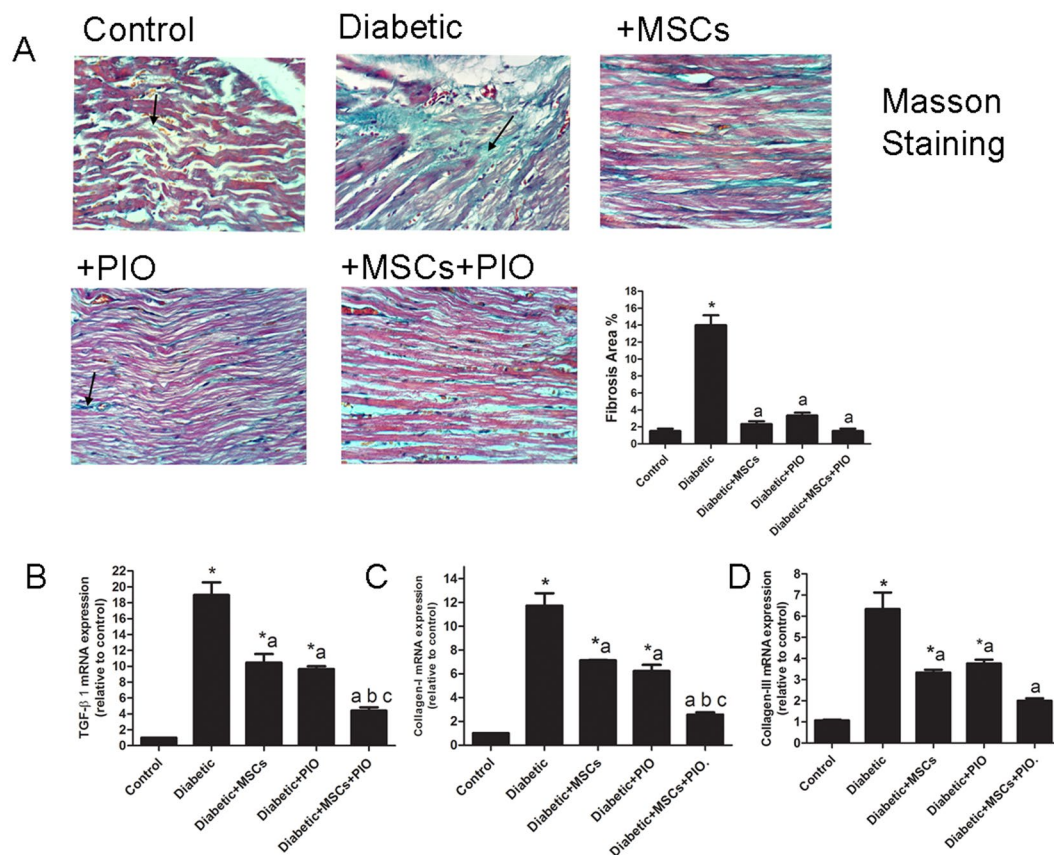 A
Control
Diabetic
+MSCs
Masson
Staining
+PIO
+MSCs+PIO
Fibrosis Area %
18
16
14
12
10
8
6
4
2
0
*
a
a
a
Control
Diabetic
Diabetic+MSCs
Diabetic+PIO
Diabetic+MSCs+PIO
B
TGF-β 1 mRNA expression
(relative to control)
22
20
18
16
14
12
10
8
6
4
2
0
*
*a
*a
a b c
Control
Diabetic
Diabetic+MSCs
Diabetic+PIO
Diabetic+MSCs+PIO
C
Collagen-I mRNA expression
(relative to control)
14
12
10
8
6
4
2
0
*
*a
*a
a b c
Control
Diabetic
Diabetic+MSCs
Diabetic+PIO
Diabetic+MSCs+PIO.
D
Collagen-III mRNA expression
(relative to control)
8
7
6
5
4
3
2
1
0
*
*a
*a
a
Control
Diabetic
Diabetic+MSCs
Diabetic+PIO
Diabetic+MSCs+PIO.